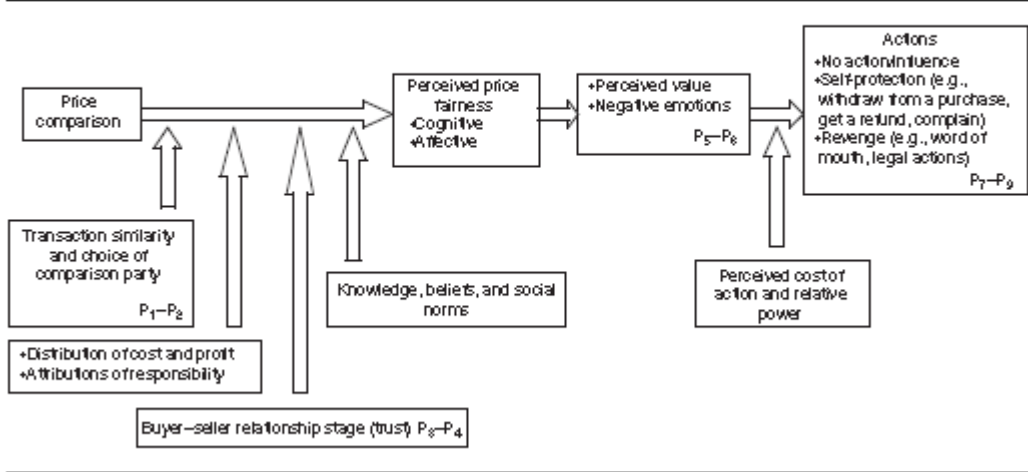 Price
comparison
Perceived price
fairness
•Cognitive
•Affective
•Perceived value
•Negative emotions
P5–P6
Actions
•No action/influence
•Self-protection (e.g.,
withdraw from a purchase,
get a refund, complain)
•Revenge (e.g., word of
mouth, legal actions)
P7–P9
Transaction similarity
and choice of
comparison party
P1–P2
Knowledge, beliefs, and social
norms
Perceived cost of
action and relative
power
•Distribution of cost and profit
•Attributions of responsibility
Buyer–seller relationship stage (trust) P3–P4